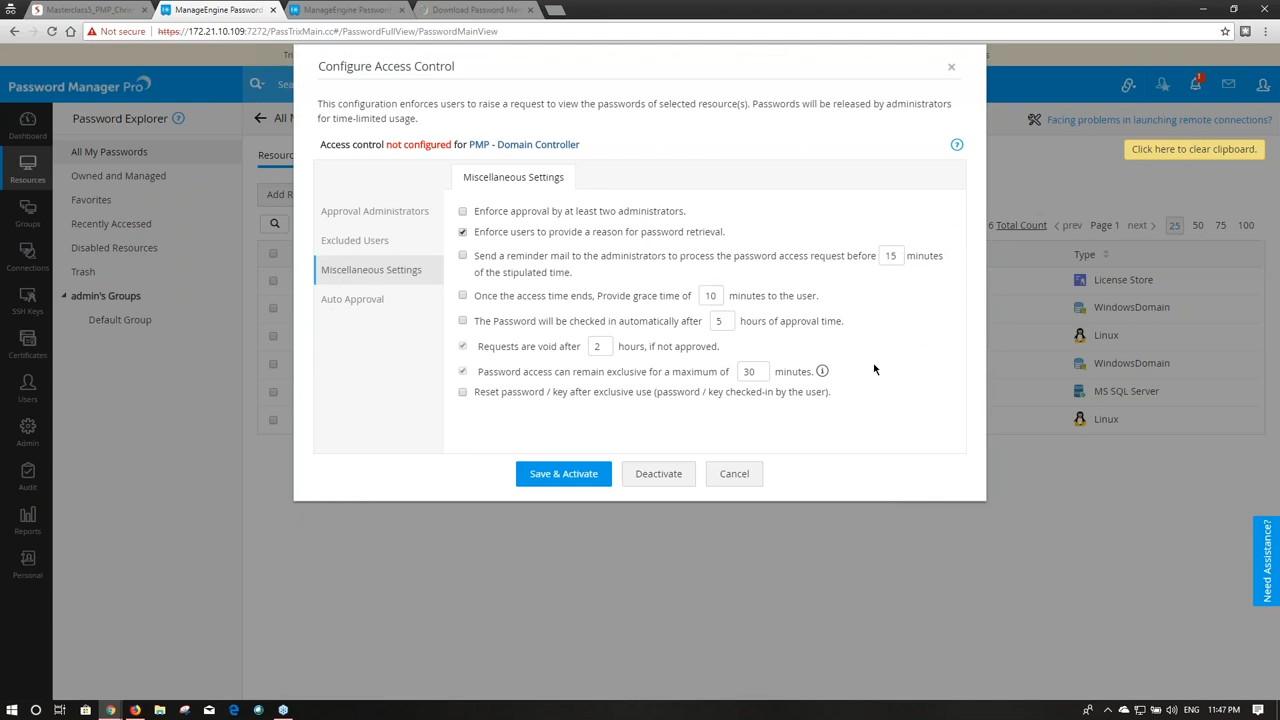 Masterclass5_PMP_Chris
ManageEngine Password
ManageEngine Password
Download Password Man
Not secure
https://172.21.10.109:7272/PassTrixMain.cc#/PasswordFullView/PasswordMainView
Password Manager Pro
Facing problems in launching remote connections?
Click here to clear clipboard.
Dashboard
Resources
Groups
SSH Keys
Certificates
Users
Admin
Audit
Reports
Personal
Password Explorer
All My Passwords
Owned and Managed
Favorites
Recently Accessed
Disabled Resources
Trash
admin's Groups
Default Group
Configure Access Control
This configuration enforces users to raise a request to view the passwords of selected resource(s). Passwords will be released by administrators
for time-limited usage.
Access control not configured for PMP - Domain Controller
Approval Administrators
Excluded Users
Miscellaneous Settings
Auto Approval
Miscellaneous Settings
Enforce approval by at least two administrators.
Enforce users to provide a reason for password retrieval.
Send a reminder mail to the administrators to process the password access request before 15 minutes
of the stipulated time.
Once the access time ends, Provide grace time of 10 minutes to the user.
The Password will be checked in automatically after 5 hours of approval time.
Requests are void after 2 hours, if not approved.
Password access can remain exclusive for a maximum of 30 minutes.
Reset password / key after exclusive use (password / key checked-in by the user).
Save & Activate
Deactivate
Cancel
Total Count
prev
Page 1
next
25
50
75
100
Type
License Store
WindowsDomain
Linux
WindowsDomain
MS SQL Server
Linux
Need Assistance?
11:47 PM